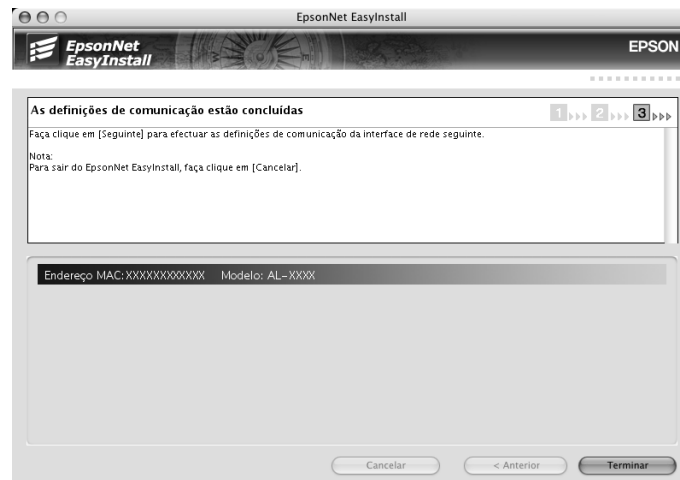 EpsonNet EasyInstall
EpsonNet
EasyInstall
EPSON
As definições de comunicação estão concluídas
1 2 3
Faça clique em [Seguinte] para efectuar as definições de comunicação da interface de rede seguinte.
Nota:
Para sair do EpsonNet EasyInstall, faça clique em [Cancelar].
Endereço MAC:XXXXXXXXXXXX Modelo: AL-XXXX
Cancelar
< Anterior
Terminar